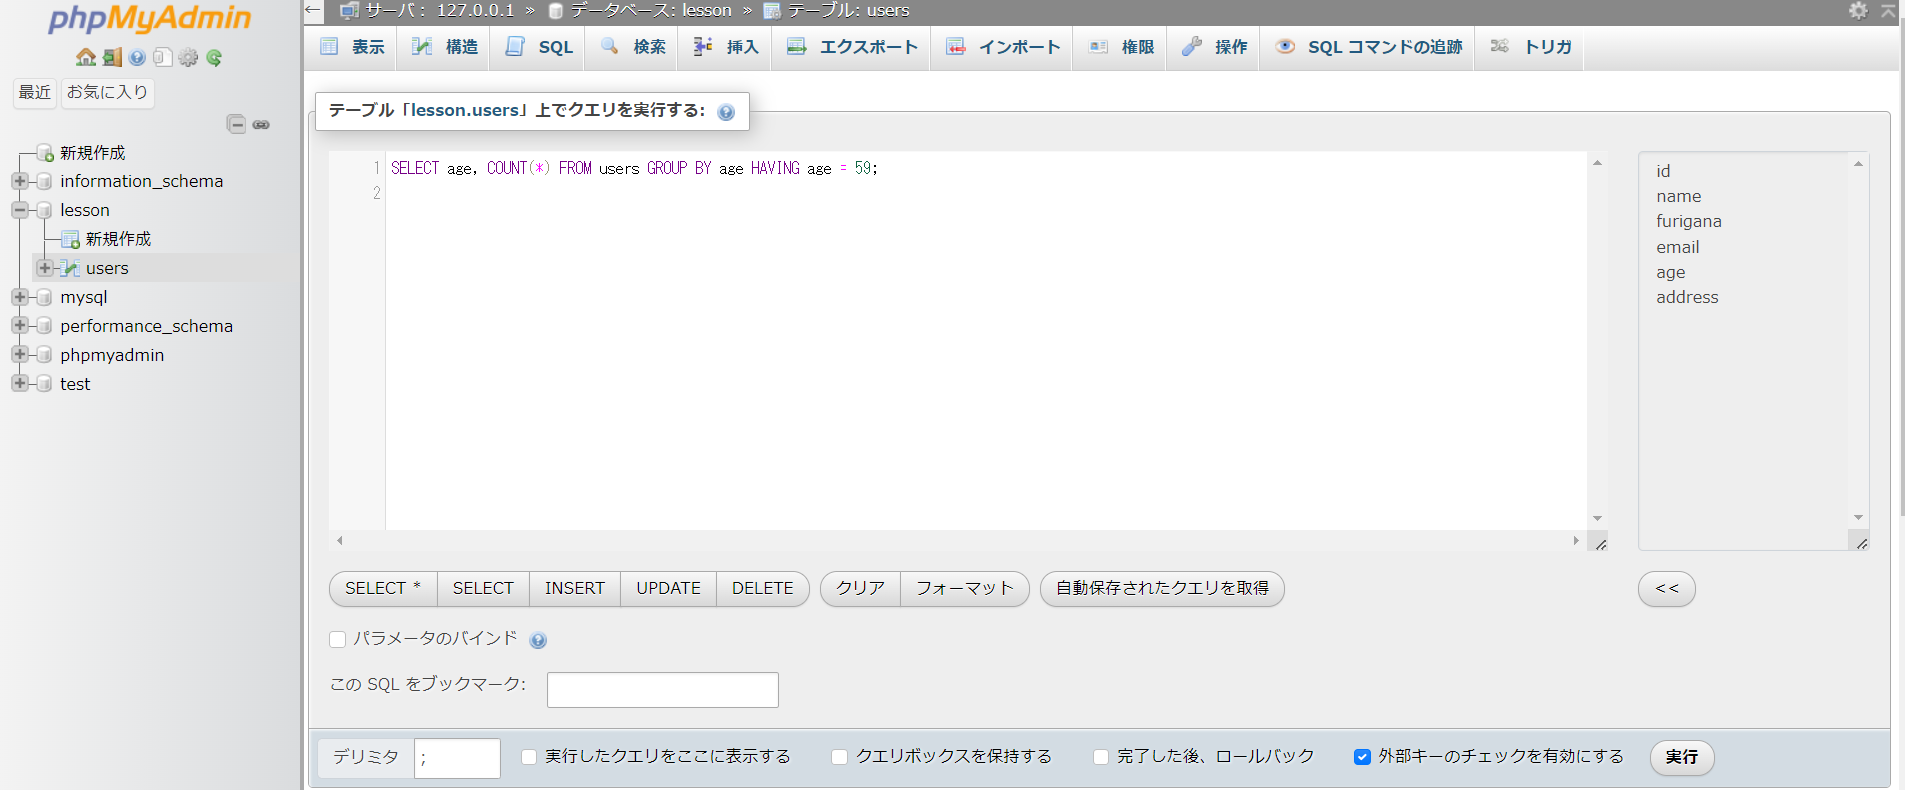 phpMyAdmin
最近 お気に入り
新規作成
information_schema
lesson
新規作成
users
mysql
performance_schema
phpmyadmin
test
← サーバ： 127.0.0.1 » データベース: lesson » テーブル: users
表示 構造 SQL 検索 挿入 エクスポート インポート 権限 操作 SQL コマンドの追跡 トリガ
テーブル「lesson.users」上でクエリを実行する:
1 SELECT age, COUNT(*) FROM users GROUP BY age HAVING age = 59;
2
id
name
furigana
email
age
address
SELECT * SELECT INSERT UPDATE DELETE クリア フォーマット 自動保存されたクエリを取得 <<
パラメータのバインド
この SQL をブックマーク:
デリミタ ; 実行したクエリをここに表示する クエリボックスを保持する 完了した後、ロールバック 外部キーのチェックを有効にする 実行